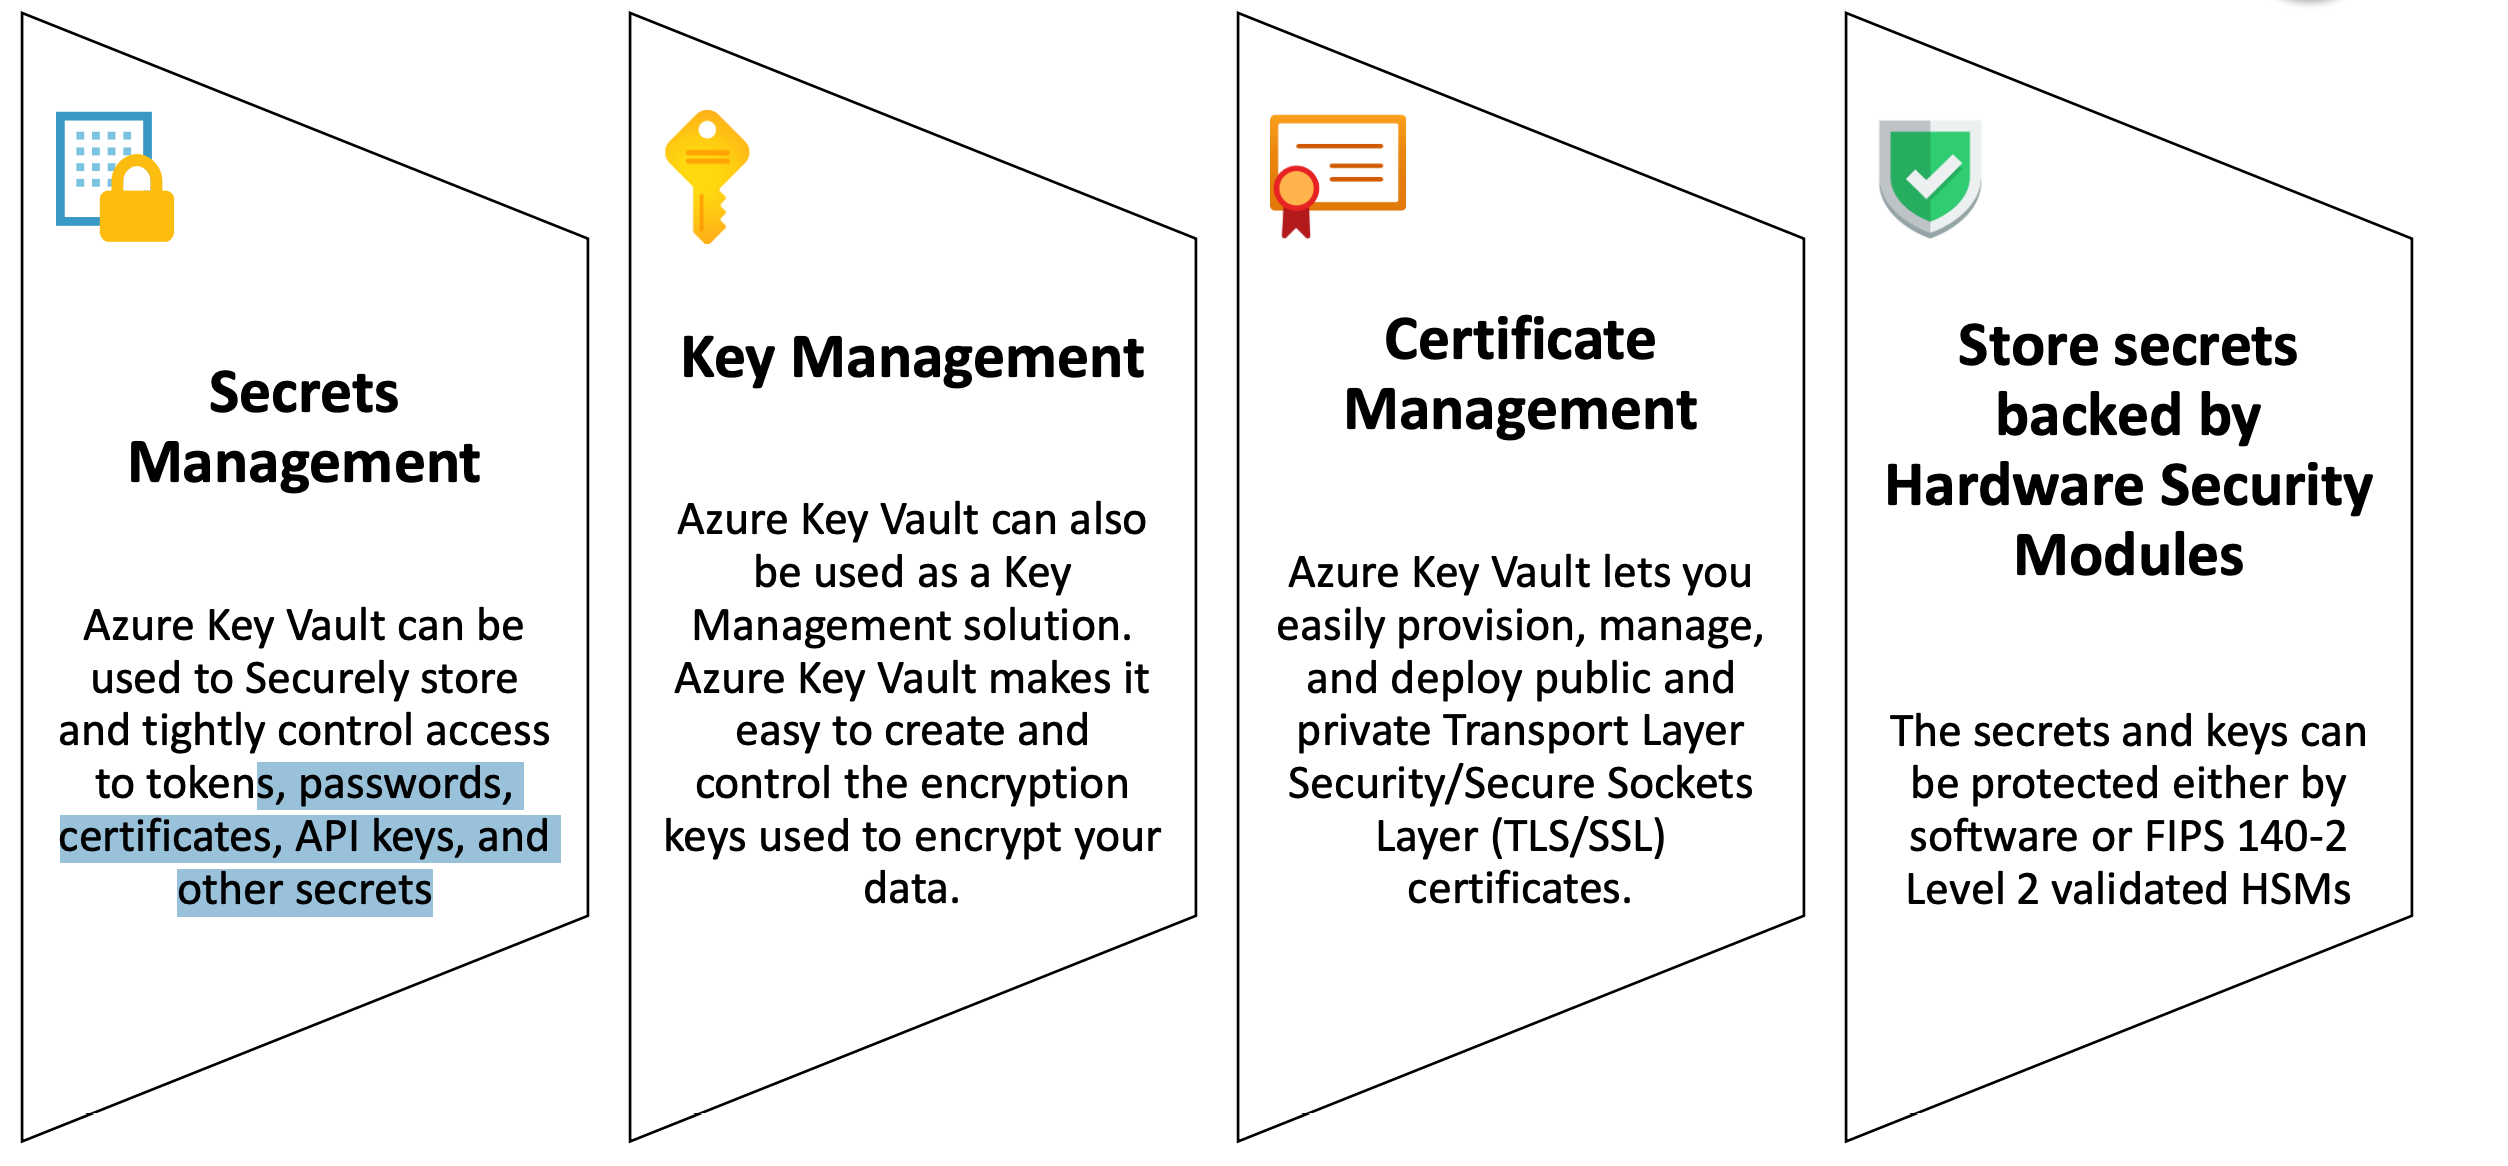 Secrets
Management
Azure Key Vault can be
used to Securely store
and tightly control access
to tokens, passwords,
certificates, API keys, and
other secrets
Key Management
Azure Key Vault can also
be used as a Key
Management solution.
Azure Key Vault makes it
easy to create and
control the encryption
keys used to encrypt your
data.
Certificate
Management
Azure Key Vault lets you
easily provision, manage,
and deploy public and
private Transport Layer
Security/Secure Sockets
Layer (TLS/SSL)
certificates.
Store secrets
backed by
Hardware Security
Modules
The secrets and keys can
be protected either by
software or FIPS 140-2
Level 2 validated HSMs